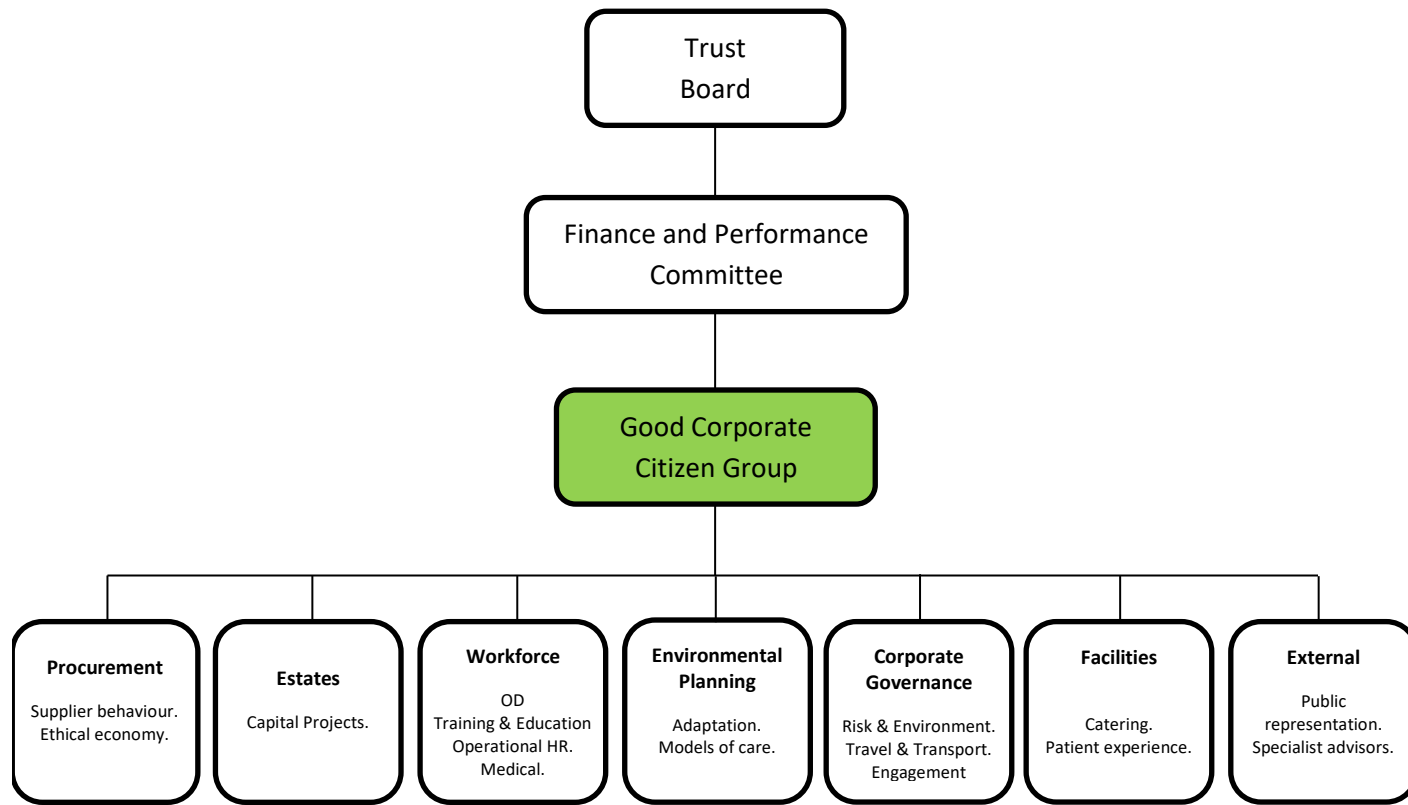 Trust
Board
Finance and Performance
Committee
Good Corporate
Citizen Group
Procurement
Supplier behaviour.
Ethical economy.
Estates
Capital Projects.
Workforce
OD
Training & Education
Operational HR.
Medical.
Environmental
Planning
Adaptation.
Models of care.
Corporate
Governance
Risk & Environment.
Travel & Transport.
Engagement
Facilities
Catering.
Patient experience.
External
Public
representation.
Specialist advisors.